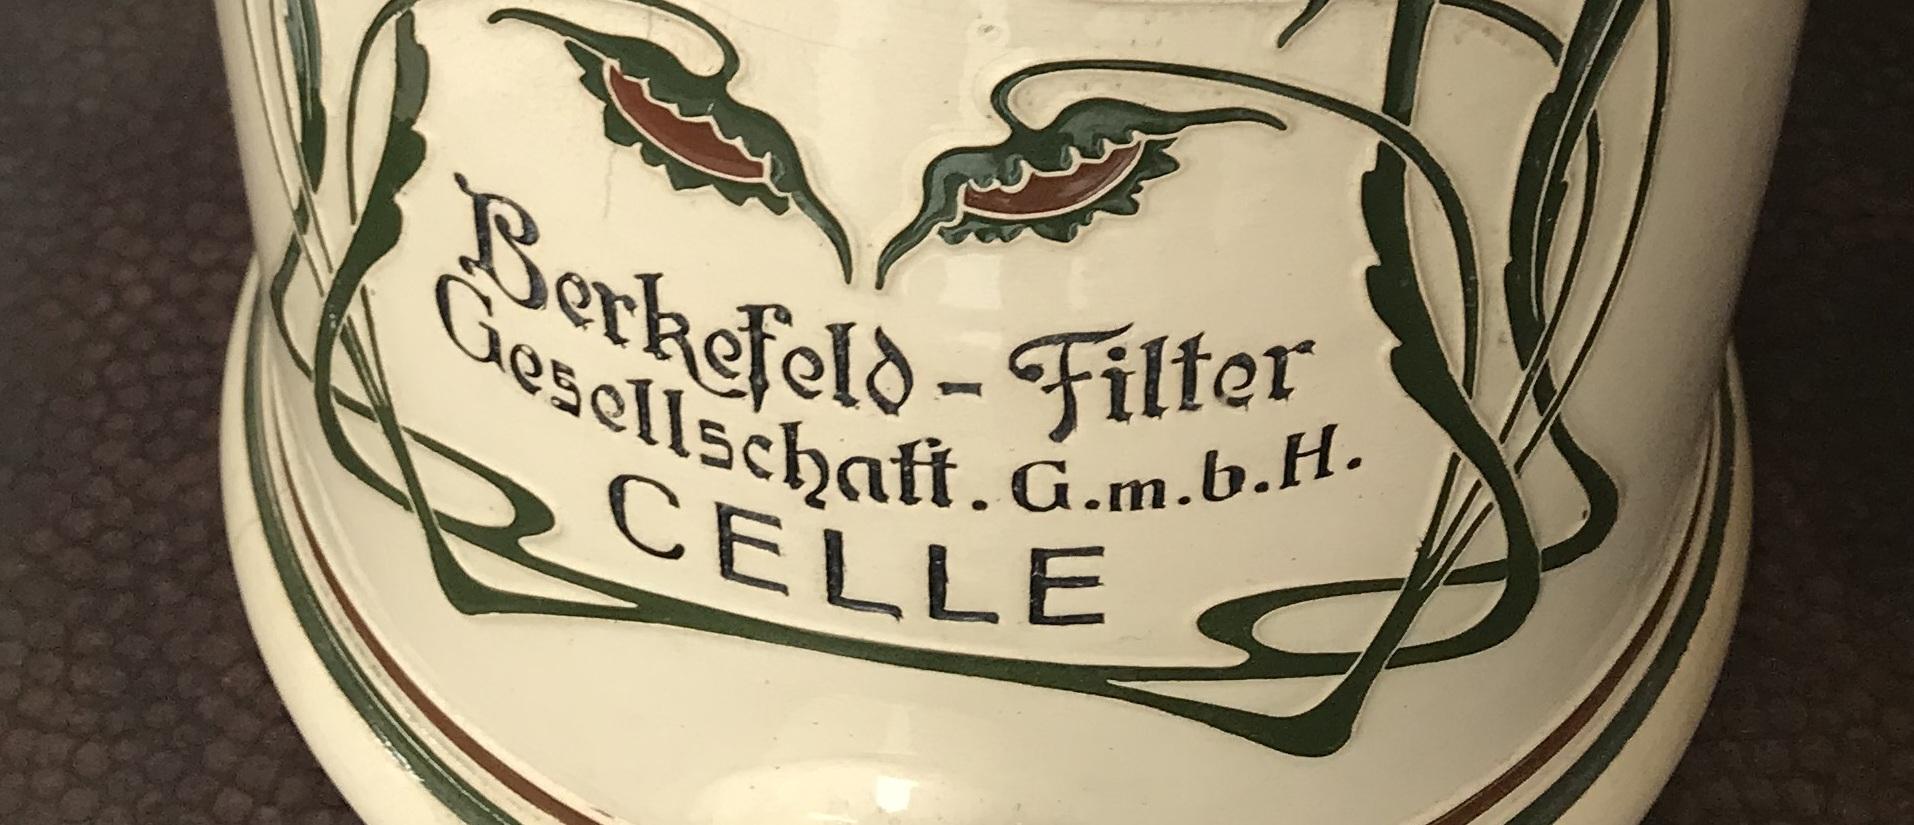 Berkefeld - Filter
Gesellschaft. G.m.b.H.
CELLE